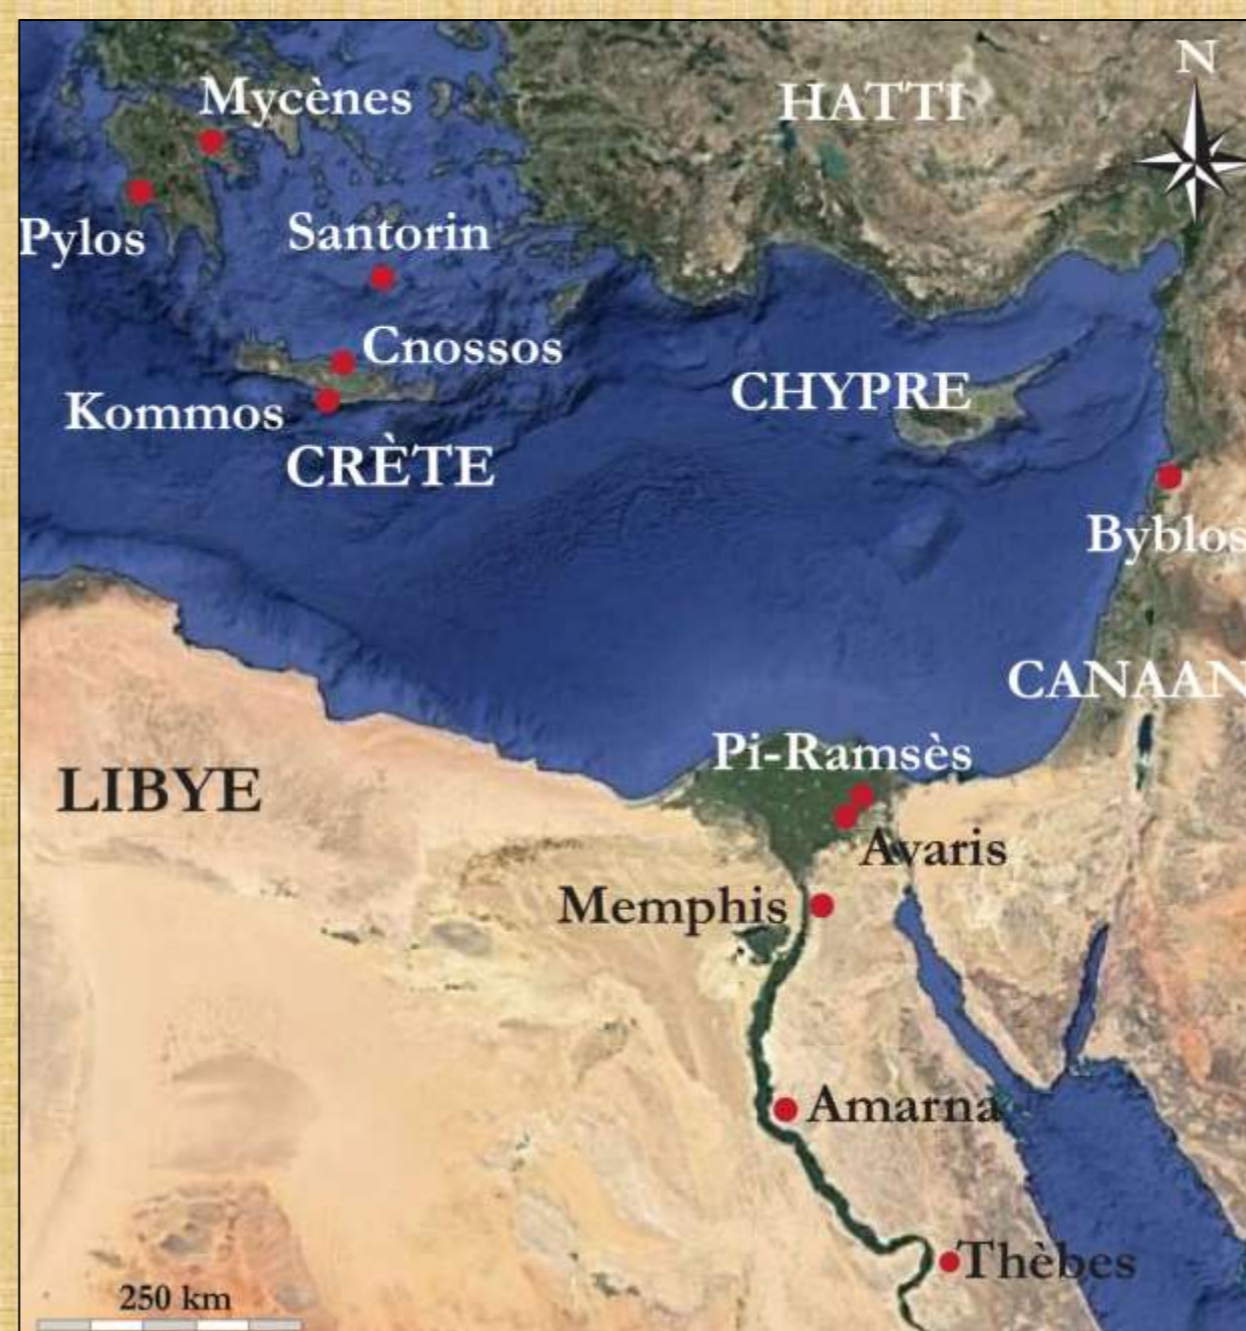 N
Mycènes
HATTI
Pylos
Santorin
Cnossos
Kommos
CHYPRE
CRÈTE
Byblos
CANAAN
Pi-Ramsès
LIBYE
Avaris
Memphis
Amarna
Thèbes
250 km